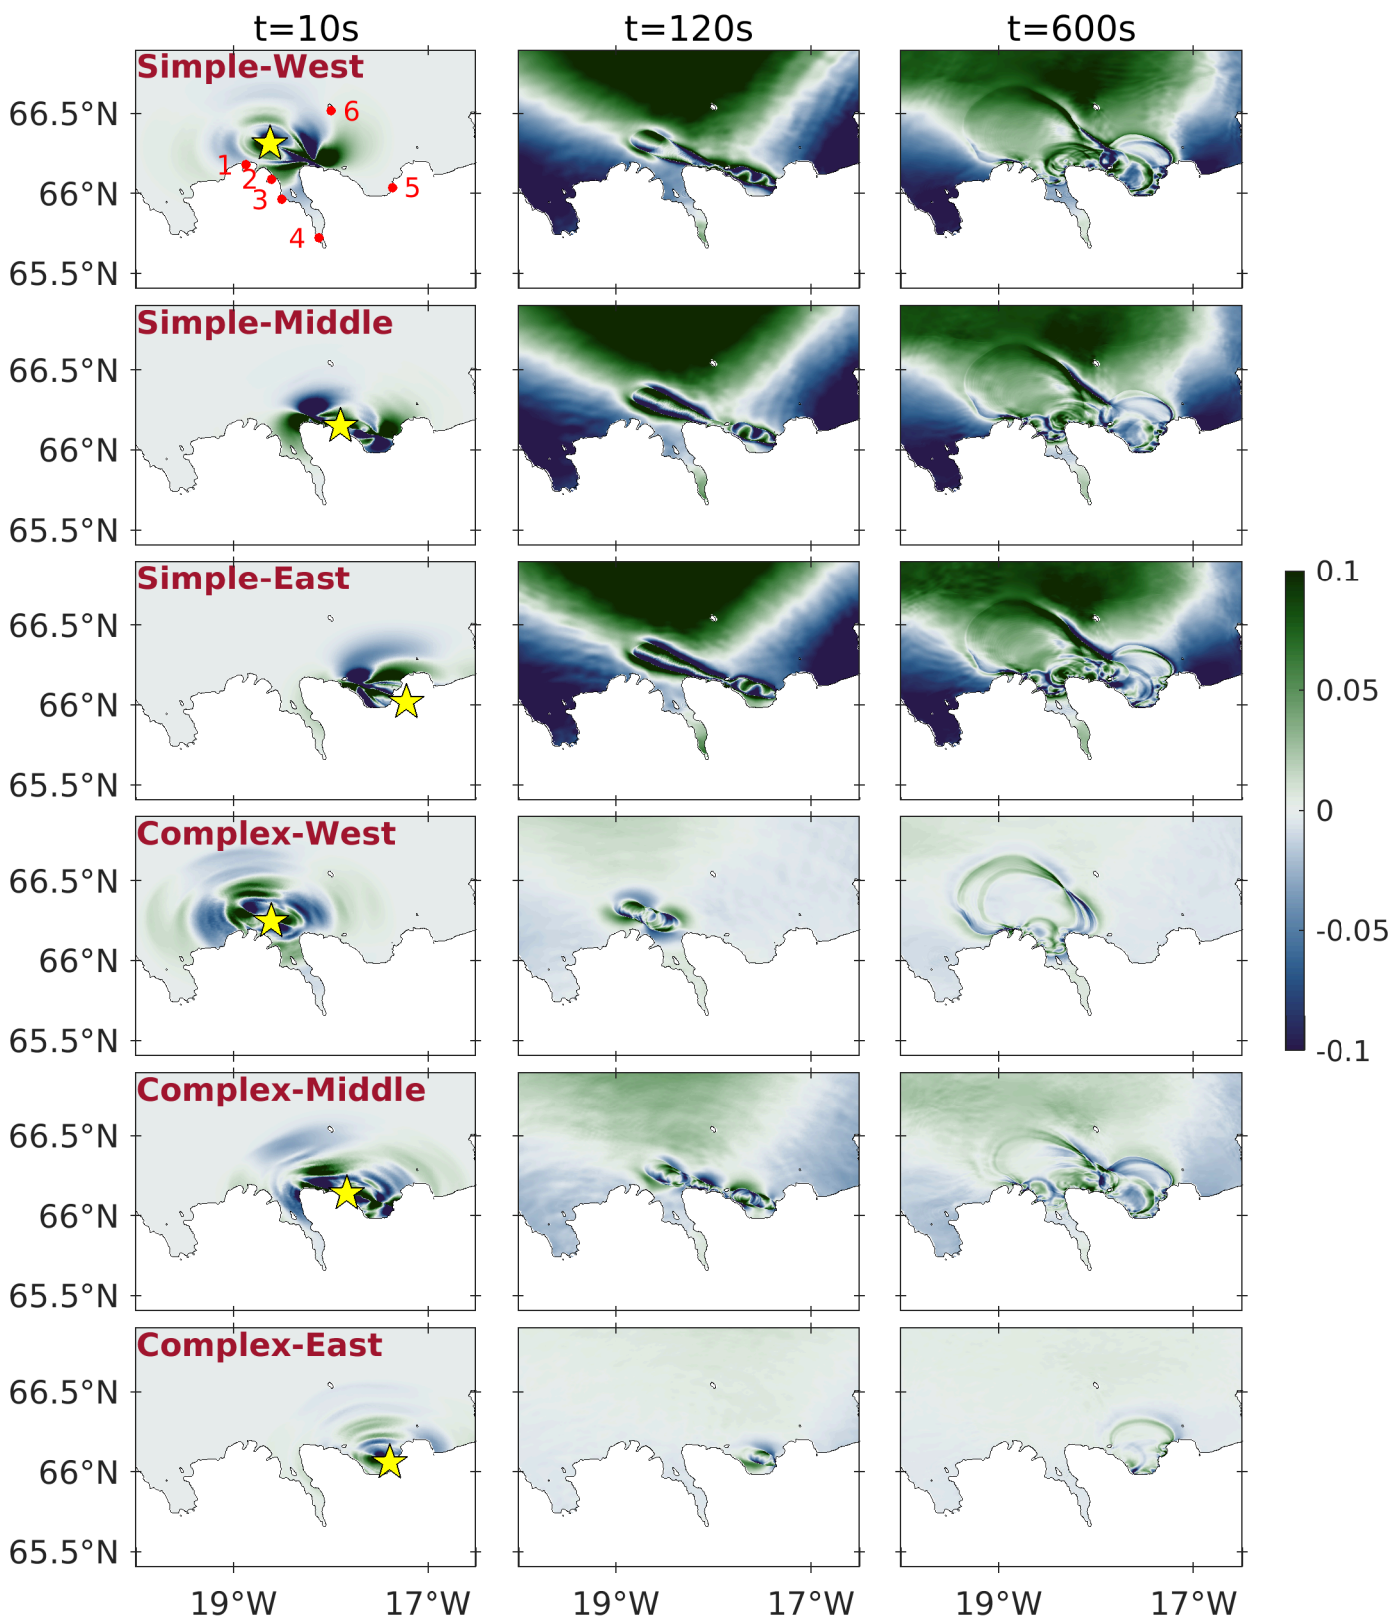 t=10s t=120s t=600s
Simple-West
66.5°N
6
1
2
5
66°N
3
4
65.5°N
Simple-Middle
66.5°N
66°N
65.5°N
Simple-East
0.1
66.5°N
0.05
66°N
65.5°N
0
Complex-West
66.5°N
-0.05
66°N
65.5°N
-0.1
Complex-Middle
66.5°N
66°N
65.5°N
Complex-East
66.5°N
66°N
65.5°N
19°W 17°W 19°W 17°W 19°W 17°W